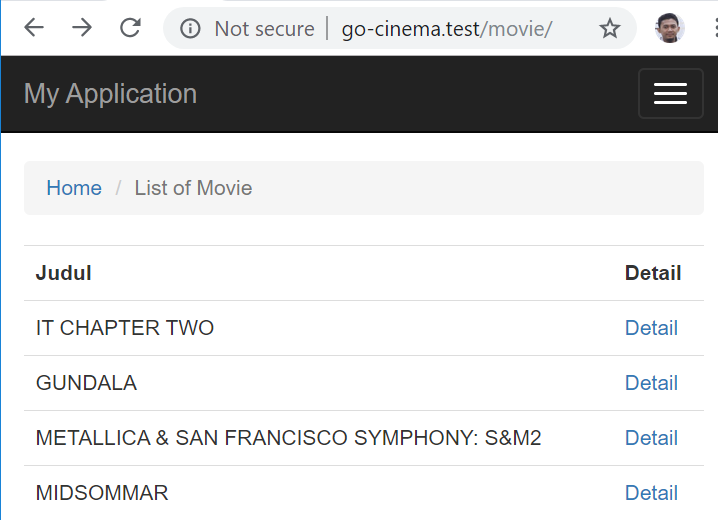 Not secure | go-cinema.test/movie/
My Application
Home / List of Movie
Judul Detail
IT CHAPTER TWO Detail
GUNDALA Detail
METALLICA & SAN FRANCISCO SYMPHONY: S&M2 Detail
MIDSOMMAR Detail